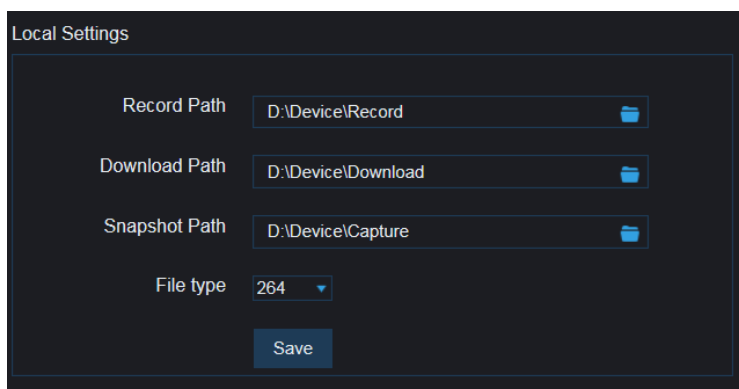 Local Settings
Record Path D:\Device\Record
Download Path D:\Device\Download
Snapshot Path D:\Device\Capture
File type 264
Save